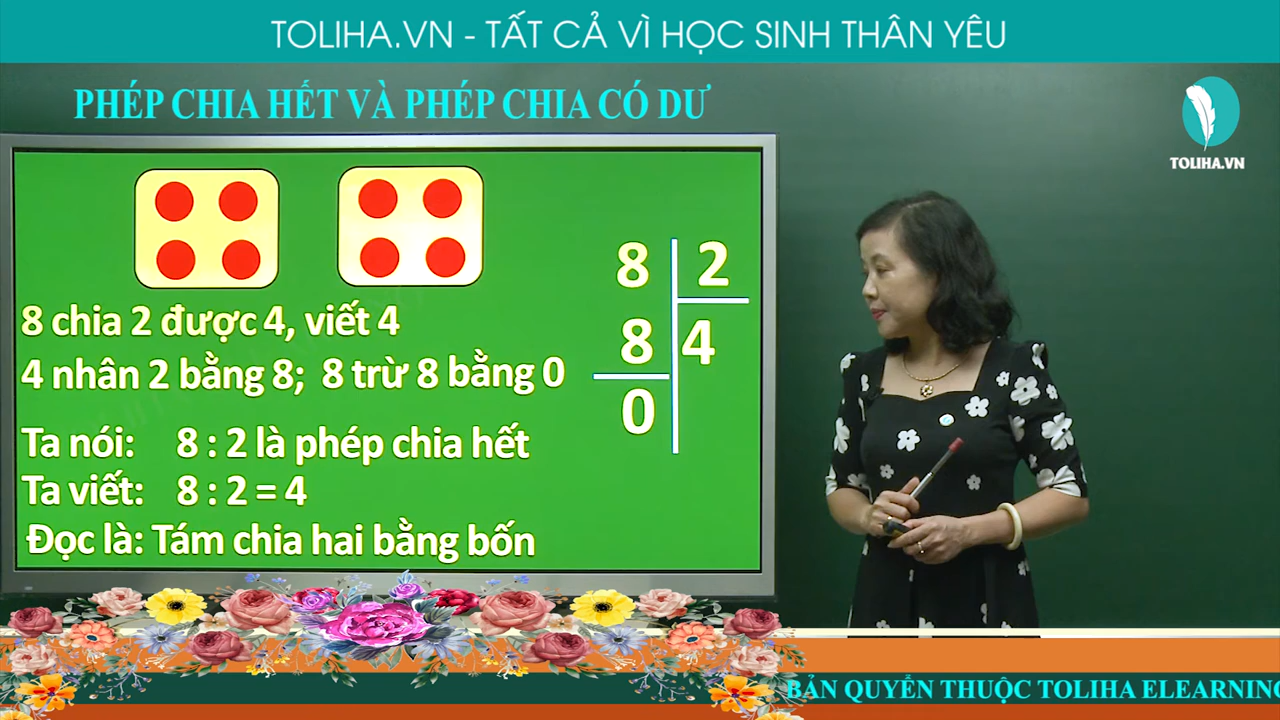 TOLIHA.VN - TẤT CẢ VÌ HỌC SINH THÂN YÊU
PHÉP CHIA HẾT VÀ PHÉP CHIA CÓ DƯ
TOLIHA.VN
8 2
8 4
0
8 chia 2 được 4, viết 4
4 nhân 2 bằng 8; 8 trừ 8 bằng 0
Ta nói: 8 : 2 là phép chia hết
Ta viết: 8 : 2 = 4
Đọc là: Tám chia hai bằng bốn
BẢN QUYỀN THUỘC TOLIHA ELEARNING